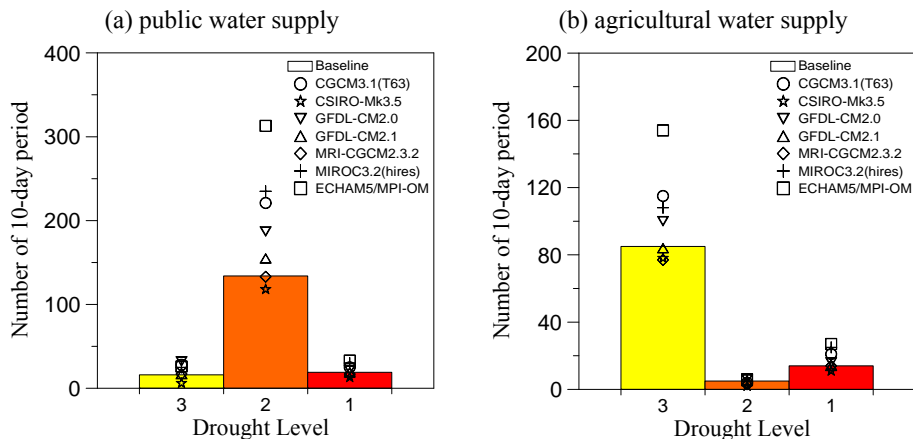 (a) public water supply
400
300
200
100
0
Number of 10-day period
Baseline
CGCM3.1(T63)
CSIRO-Mk3.5
GFDL-CM2.0
GFDL-CM2.1
MRI-CGCM2.3.2
MIROC3.2(hires)
ECHAM5/MPI-OM
3 2 1
Drought Level
(b) agricultural water supply
200
160
120
80
40
0
Number of 10-day period
Baseline
CGCM3.1(T63)
CSIRO-Mk3.5
GFDL-CM2.0
GFDL-CM2.1
MRI-CGCM2.3.2
MIROC3.2(hires)
ECHAM5/MPI-OM
3 2 1
Drought Level